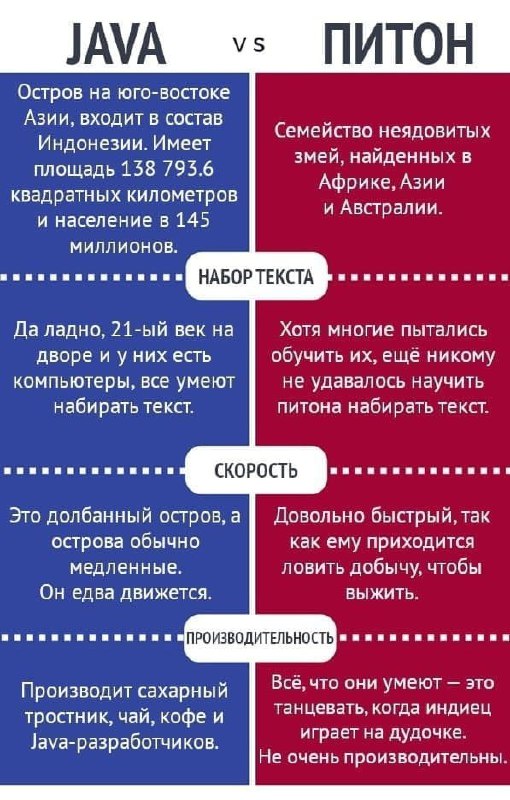 JAVA vs ПИТОН
Остров на юго-востоке
Азии, входит в состав
Индонезии. Имеет
площадь 138 793.6
квадратных километров
и население в 145
миллионов.
Семейство неядовитых
змей, найденных в
Африке, Азии
и Австралии.
НАБОР ТЕКСТА
Да ладно, 21-ый век на
дворе и у них есть
компьютеры, все умеют
набирать текст.
Хотя многие пытались
обучить их, ещё никому
не удавалось научить
питона набирать текст.
СКОРОСТЬ
Это долбанный остров, а
острова обычно
медленные.
Он едва движется.
Довольно быстрый, так
как ему приходится
ловить добычу, чтобы
выжить.
ПРОИЗВОДИТЕЛЬНОСТЬ
Производит сахарный
тростник, чай, кофе и
Java-разработчиков.
Всё, что они умеют — это
танцевать, когда индиец
играет на дудочке.
Не очень производительны.